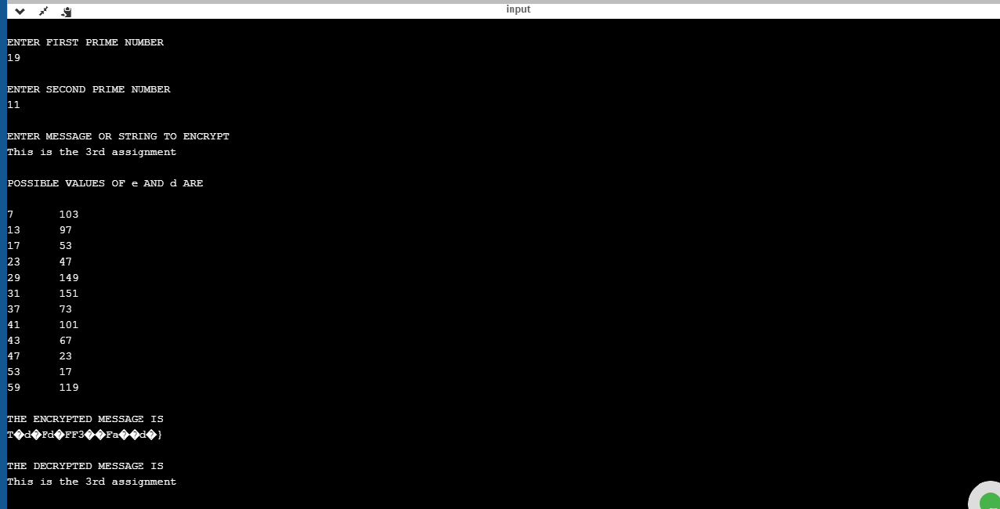 input
ENTER FIRST PRIME NUMBER
19
ENTER SECOND PRIME NUMBER
11
ENTER MESSAGE OR STRING TO ENCRYPT
This is the 3rd assignment
POSSIBLE VALUES OF e AND d ARE
7 103
13 97
17 53
23 47
29 149
31 151
37 73
41 101
43 67
47 23
53 17
59 119
THE ENCRYPTED MESSAGE IS
T�d�Fd�FF3��Fa��d�}
THE DECRYPTED MESSAGE IS
This is the 3rd assignment